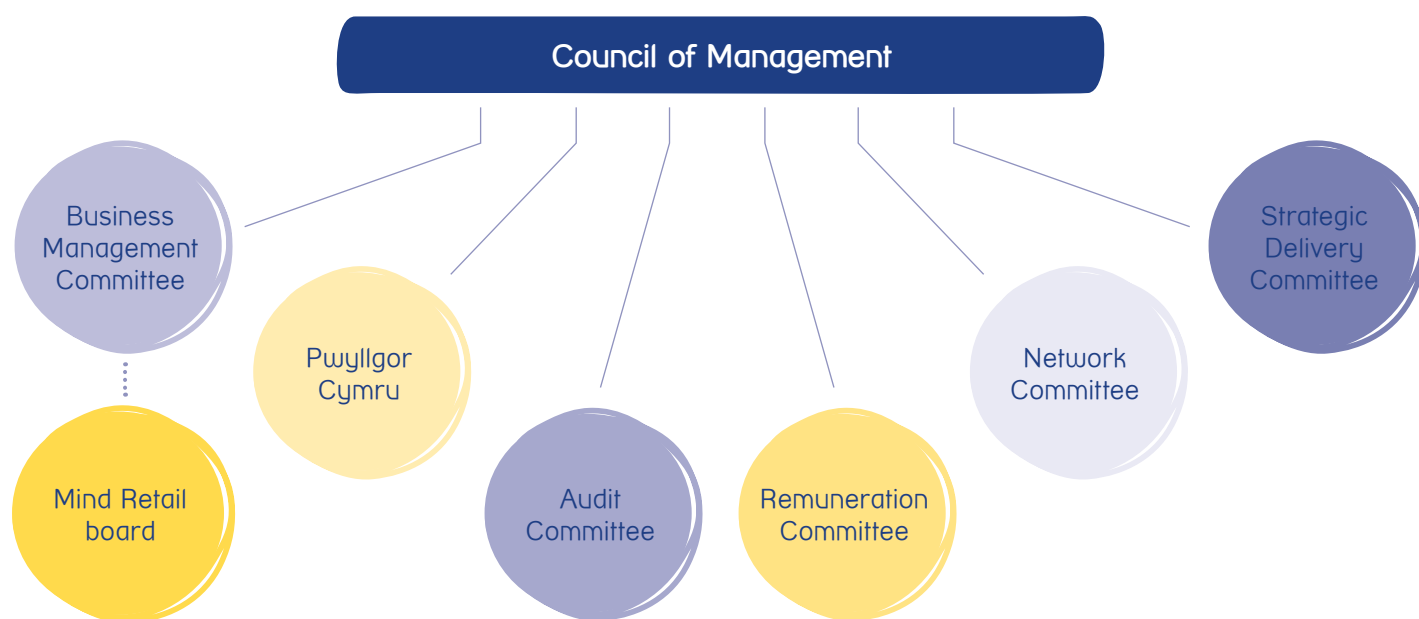 Council of Management
Business
Management
Committee
Pwyllgor
Cymru
Audit
Committee
Remuneration
Committee
Network
Committee
Strategic
Delivery
Committee
Mind Retail
board